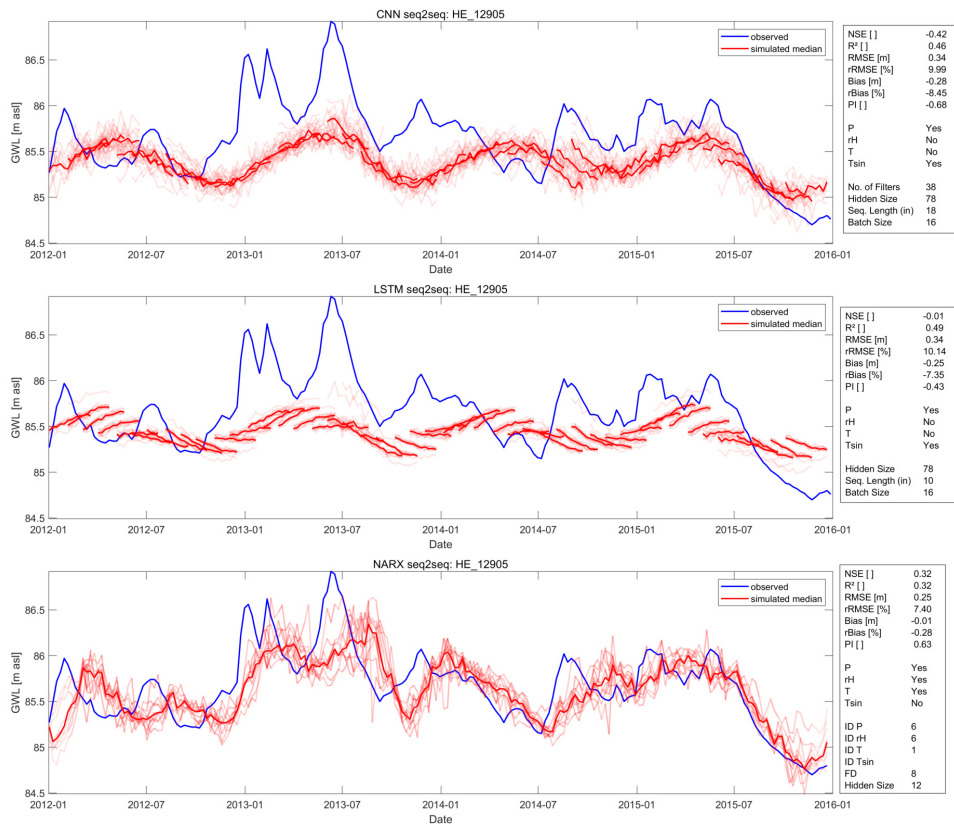 CNN seq2seq: HE_12905
observed
simulated median
86.5
86
85.5
85
84.5
GWL [m asl]
2012-01 2012-07 2013-01 2013-07 2014-01 2014-07 2015-01 2015-07 2016-01
Date
NSE [ ] -0.42
R² [ ] 0.46
RMSE [m] 0.34
rRMSE [%] 9.99
Bias [m] -0.28
rBias [%] -8.45
PI [ ] -0.68
P Yes
rH No
T No
Tsin Yes
No. of Filters 38
Hidden Size 78
Seq. Length (in) 18
Batch Size 16
LSTM seq2seq: HE_12905
observed
simulated median
86.5
86
85.5
85
84.5
GWL [m asl]
2012-01 2012-07 2013-01 2013-07 2014-01 2014-07 2015-01 2015-07 2016-01
Date
NSE [ ] -0.01
R² [ ] 0.49
RMSE [m] 0.34
rRMSE [%] 10.14
Bias [m] -0.25
rBias [%] -7.35
PI [ ] -0.43
P Yes
rH No
T No
Tsin Yes
Hidden Size 78
Seq. Length (in) 10
Batch Size 16
NARX seq2seq: HE_12905
observed
simulated median
86.5
86
85.5
85
84.5
GWL [m asl]
2012-01 2012-07 2013-01 2013-07 2014-01 2014-07 2015-01 2015-07 2016-01
Date
NSE [ ] 0.32
R² [ ] 0.32
RMSE [m] 0.25
rRMSE [%] 7.40
Bias [m] -0.01
rBias [%] -0.28
PI [ ] 0.63
P Yes
rH Yes
T Yes
Tsin No
ID P 6
ID rH 6
ID T 1
ID Tsin
FD 8
Hidden Size 12